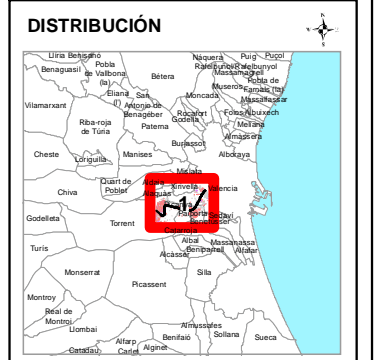 DISTRIBUCIÓN
N
S
Llíria Benisanó
Náquera
Puig
Puçol
Benaguasil
Pobla
de Vallbona
(la)
Bétera
Rafelbunyol
Massamagrell
Museros
Pobla de
Farnals (la)
Eliana
(l')
San
Antonio de
Benagéber
Moncada
Massalfassar
Vilamarxant
Rocafort
Godella
Foios
Albuixech
Riba-roja
de Túria
Paterna
Meliana
Almàssera
Burjassot
Cheste
Loriguilla
Manises
Alboraya
Mislata
Quart de
Poblet
Aldaia
Xirivella
Valencia
Chiva
Alaquàs
1
Godelleta
Torrent
Paiporta
Catarroja
Turís
Albal
Massanassa
Alcàsser
Beniparrell
Alfafar
Monserrat
Silla
Picassent
Montroy
Real de
Montroi
Llombai
Almussafes
Alfarp
Benifaió
Sollana
Sueca
Catadau
Carlet
Alginet